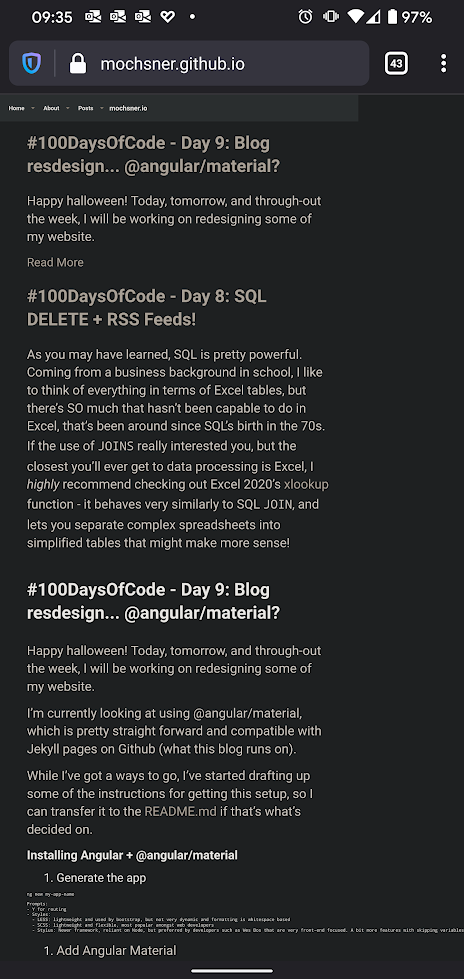 09:35
97%
mochsner.github.io
43
Home About Posts mochsner.io
#100DaysOfCode - Day 9: Blog
resdesign... @angular/material?
Happy halloween! Today, tomorrow, and through-out
the week, I will be working on redesigning some of
my website.
Read More
#100DaysOfCode - Day 8: SQL
DELETE + RSS Feeds!
As you may have learned, SQL is pretty powerful.
Coming from a business background in school, I like
to think of everything in terms of Excel tables, but
there's SO much that hasn't been capable to do in
Excel, that's been around since SQL's birth in the 70s.
If the use of JOINS really interested you, but the
closest you'll ever get to data processing is Excel, I
highly recommend checking out Excel 2020's xlookup
function - it behaves very similarly to SQL JOIN, and
lets you separate complex spreadsheets into
simplified tables that might make more sense!
#100DaysOfCode - Day 9: Blog
resdesign... @angular/material?
Happy halloween! Today, tomorrow, and through-out
the week, I will be working on redesigning some of
my website.
I'm currently looking at using @angular/material,
which is pretty straight forward and compatible with
Jekyll pages on Github (what this blog runs on).
While I've got a ways to go, I've started drafting up
some of the instructions for getting this setup, so I
can transfer it to the README.md if that's what's
decided on.
Installing Angular + @angular/material
1. Generate the app
ng new my-app-name
Prompts:
- Y for routing
- Styles:
- LESS: lightweight and used by bootstrap, but not very dynamic and formatting is whitespace based
- SCSS: lightweight and flexible, most popular amongst web developers
- Stylus: Newer framework, reliant on Node, but preferred by developers such as Wes Bos that are very front-end focused. A bit more features with skipping variables
1. Add Angular Material